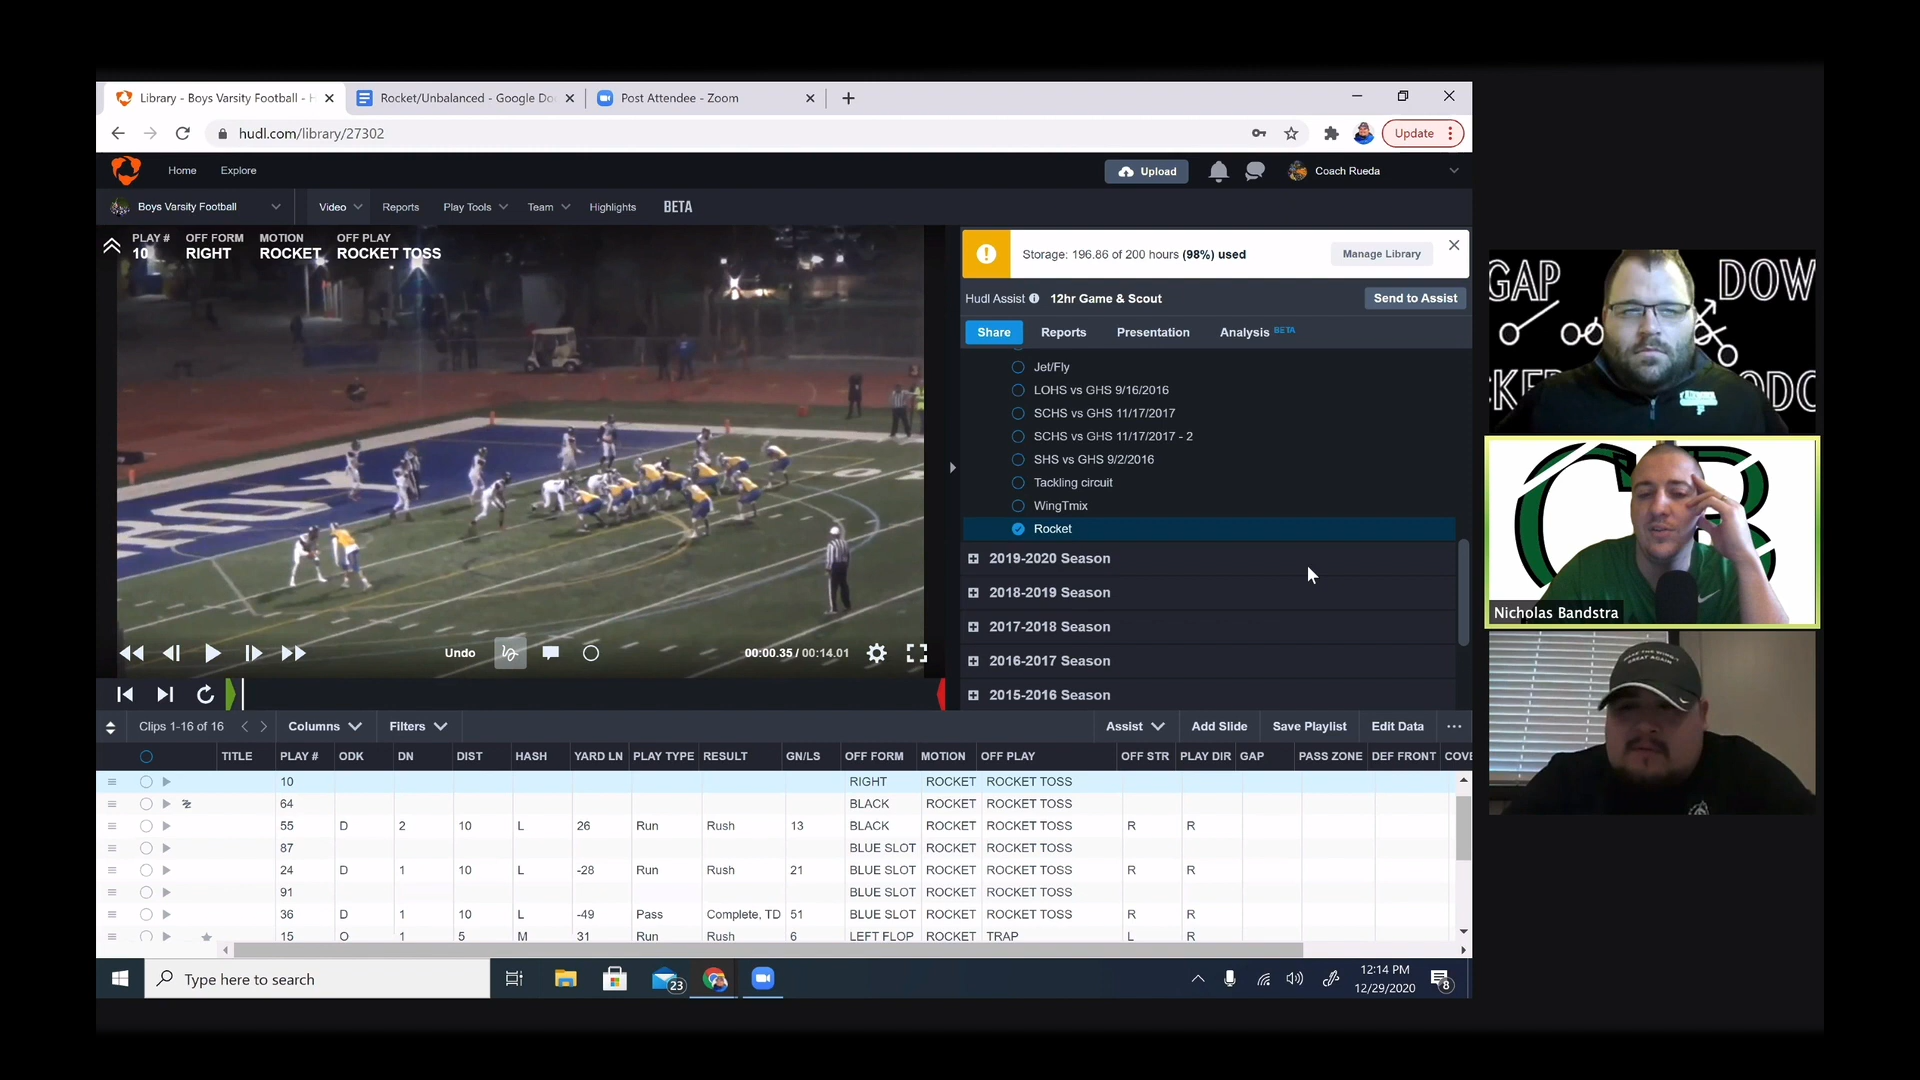 Library - Boys Varsity Football - H
Rocket/Unbalanced - Google Do
Post Attendee - Zoom
hudl.com/library/27302
Update
Home
Explore
Upload
Coach Rueda
Boys Varsity Football
Video
Reports
Play Tools
Team
Highlights
BETA
PLAY # OFF FORM MOTION OFF PLAY
10 RIGHT ROCKET ROCKET TOSS
Storage: 196.86 of 200 hours (98%) used
Manage Library
Hudl Assist 12hr Game & Scout
Send to Assist
Share Reports Presentation Analysis BETA
Jet/Fly
LOHS vs GHS 9/16/2016
SCHS vs GHS 11/17/2017
SCHS vs GHS 11/17/2017 - 2
SHS vs GHS 9/2/2016
Tackling circuit
WingTmix
Rocket
2019-2020 Season
2018-2019 Season
2017-2018 Season
2016-2017 Season
2015-2016 Season
Undo
00:00.35 / 00:14.01
Clips 1-16 of 16
Columns
Filters
Assist
Add Slide
Save Playlist
Edit Data
TITLE PLAY # ODK DN DIST HASH YARD LN PLAY TYPE RESULT GN/LS OFF FORM MOTION OFF PLAY OFF STR PLAY DIR GAP PASS ZONE DEF FRONT COVE
10 RIGHT ROCKET ROCKET TOSS
64 BLACK ROCKET ROCKET TOSS
55 D 2 10 L 26 Run Rush 13 BLACK ROCKET ROCKET TOSS R R
87 BLUE SLOT ROCKET ROCKET TOSS
24 D 1 10 L -28 Run Rush 21 BLUE SLOT ROCKET ROCKET TOSS R R
91 BLUE SLOT ROCKET ROCKET TOSS
36 D 1 10 L -49 Pass Complete, TD 51 BLUE SLOT ROCKET ROCKET TOSS R R
15 O 1 5 M 31 Run Rush 6 LEFT FLOP ROCKET TRAP L R
Type here to search
23
12:14 PM
12/29/2020
8
GAP DOW
CB
Nicholas Bandstra
GREAT AGAIN